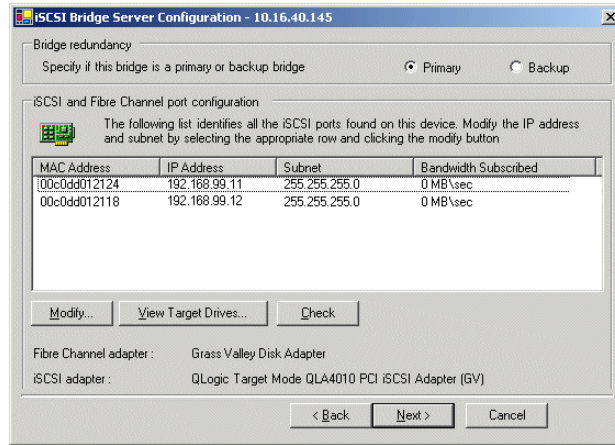 iSCSI Bridge Server Configuration - 10.16.40.145
Bridge redundancy
Specify if this bridge is a primary or backup bridge
Primary
Backup
iSCSI and Fibre Channel port configuration
The following list identifies all the iSCSI ports found on this device. Modify the IP address
and subnet by selecting the appropriate row and clicking the modify button
MAC Address IP Address Subnet Bandwidth Subscribed
00c0dd012124 192.168.99.11 255.255.255.0 0 MB\sec
00c0dd012118 192.168.99.12 255.255.255.0 0 MB\sec
Modify... View Target Drives... Check
Fibre Channel adapter : Grass Valley Disk Adapter
iSCSI adapter : QLogic Target Mode QLA4010 PCI iSCSI Adapter (GV)
< Back Next > Cancel